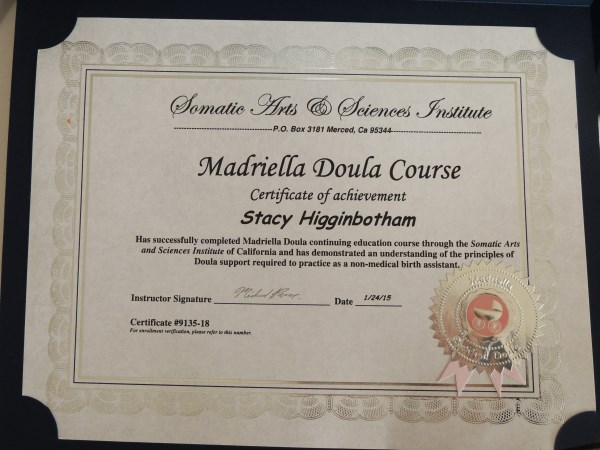 Somatic Arts & Sciences Institute
P.O. Box 3181 Merced, Ca 95344
Madriella Doula Course
Certificate of achievement
Stacy Higginbotham
Has successfully completed Madriella Doula continuing education course through the Somatic Arts
and Sciences Institute of California and has demonstrated an understanding of the principles of
Doula support required to practice as a non-medical birth assistant.
Instructor Signature Date 1/24/15
Certificate #9135-18
For enrollment verification, please refer to this number.